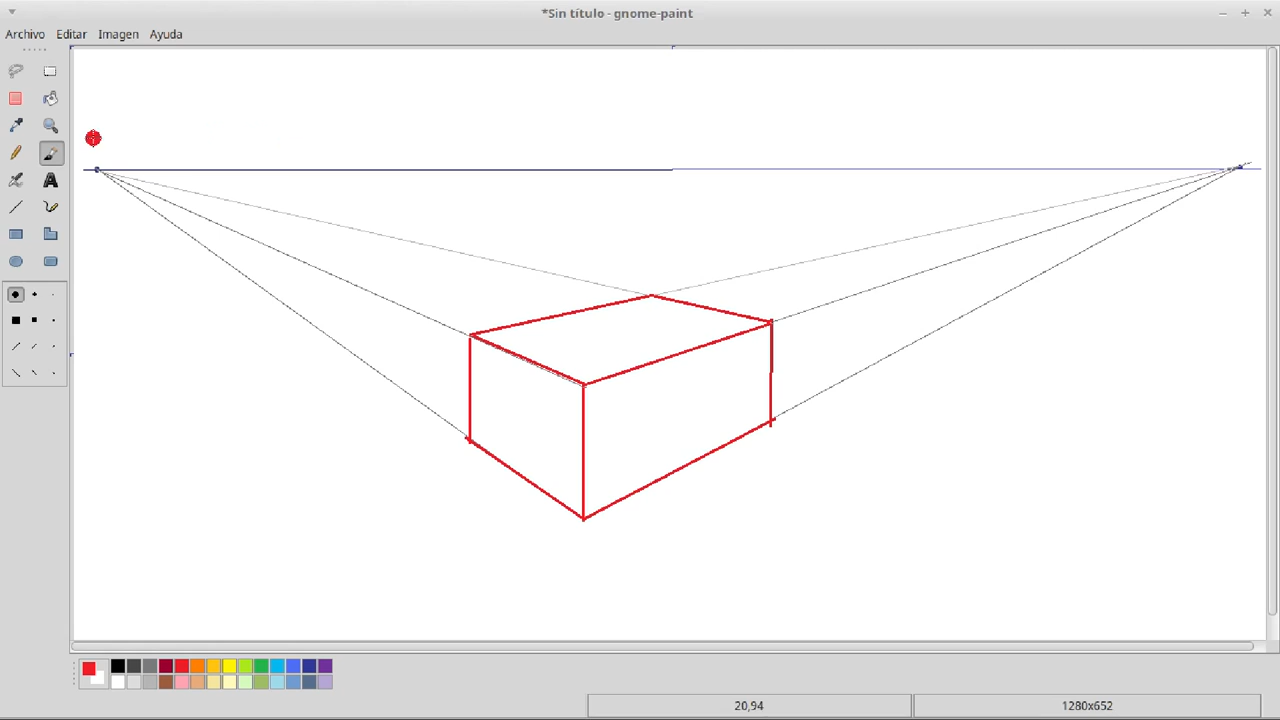 *Sin título - gnome-paint
Archivo Editar Imagen Ayuda
A
20,94 1280x652